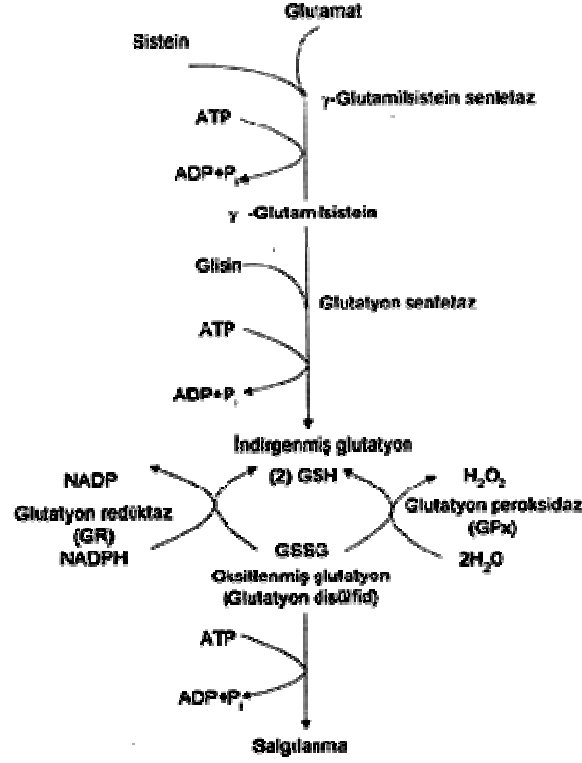 Glutamat
Sistein
γ-Glutamilsistein sentetaz
ATP
ADP+Pi
γ -Glutamilsistein
Glisin
Glutatyon sentetaz
ATP
ADP+Pi
İndirgenmiş glutatyon
(2) GSH
NADP
H₂O₂
Glutatyon redüktaz
(GR)
Glutatyon peroksidaz
(GPx)
NADPH
GSSG
2H₂O
Oksitlenmiş glutatyon
(Glutatyon disülfid)
ATP
ADP+Pi
Salgılanma